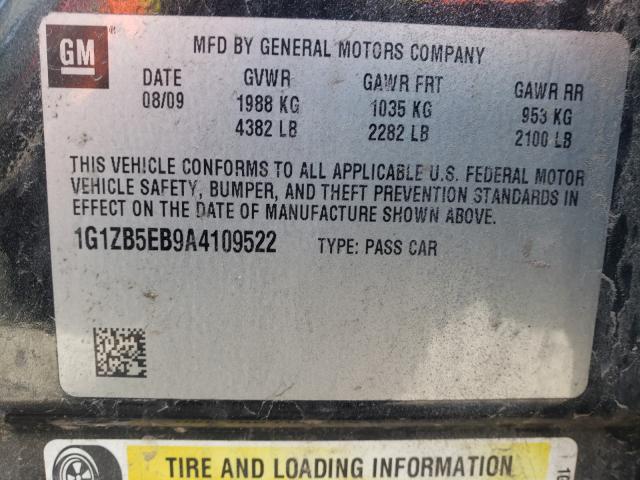 GM
MFD BY GENERAL MOTORS COMPANY
DATE GVWR GAWR FRT GAWR RR
08/09 1988 KG 1035 KG 953 KG
4382 LB 2282 LB 2100 LB
THIS VEHICLE CONFORMS TO ALL APPLICABLE U.S. FEDERAL MOTOR
VEHICLE SAFETY, BUMPER, AND THEFT PREVENTION STANDARDS IN
EFFECT ON THE DATE OF MANUFACTURE SHOWN ABOVE.
1G1ZB5EB9A4109522 TYPE: PASS CAR
TIRE AND LOADING INFORMATION